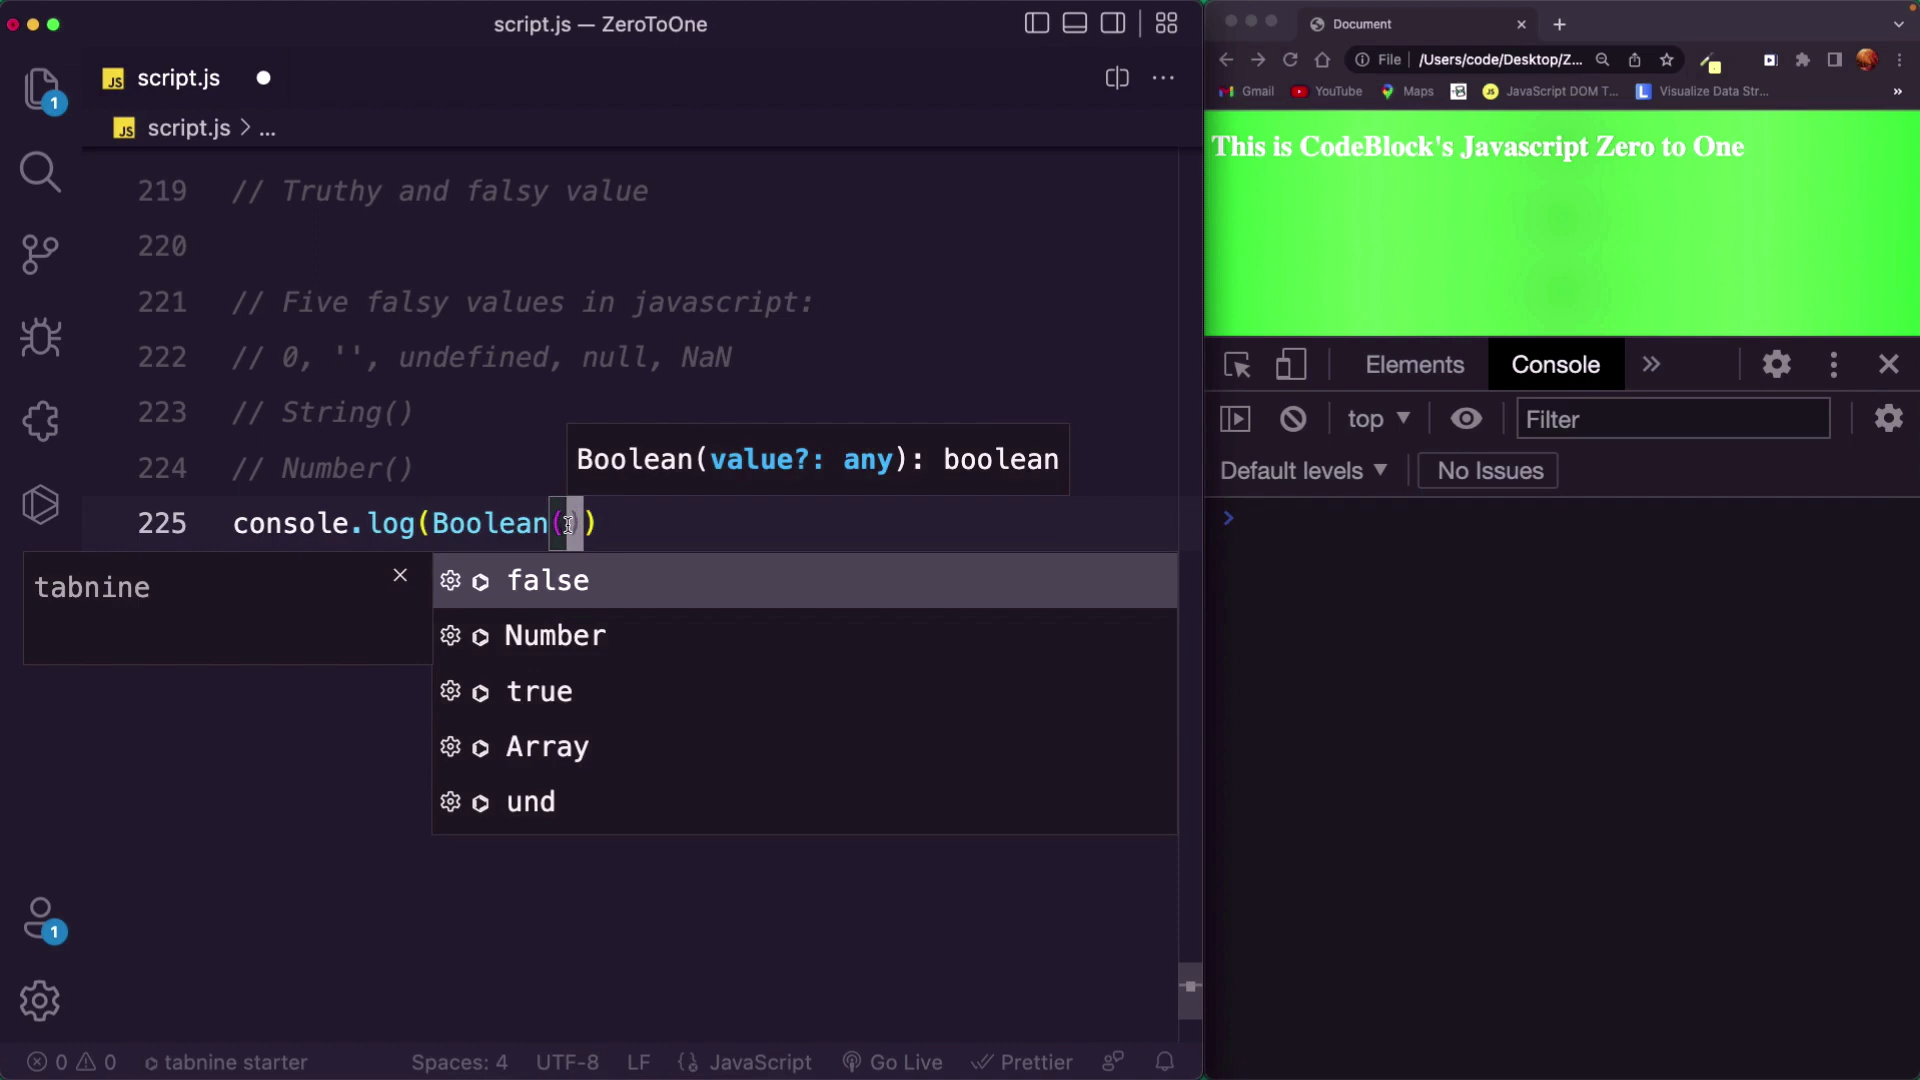 script.js — ZeroToOne
script.js
script.js > ...
219 // Truthy and falsy value
220
221 // Five falsy values in javascript:
222 // 0, '', undefined, null, NaN
223 // String()
224 // Number()
Boolean(value?: any): boolean
225 console.log(Boolean())
tabnine
false
Number
true
Array
und
1
1
0 0 tabnine starter Spaces: 4 UTF-8 LF JavaScript Go Live Prettier
Document
File /Users/code/Desktop/Z...
Gmail YouTube Maps JavaScript DOM T... Visualize Data Str... »
This is CodeBlock's Javascript Zero to One
Elements Console »
top Filter
Default levels No Issues